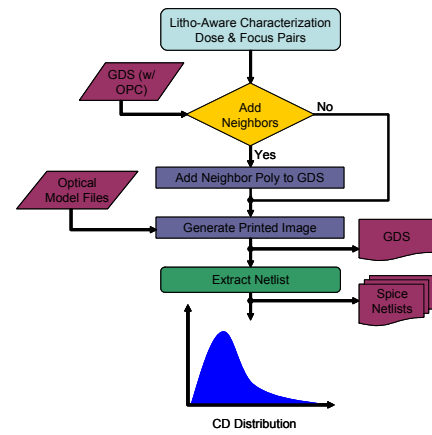 Litho-Aware Characterization
Dose & Focus Pairs
GDS (w/
OPC)
Add
Neighbors
No
Yes
Add Neighbor Poly to GDS
Optical
Model Files
Generate Printed Image
GDS
Extract Netlist
Spice
Netlists
CD Distribution